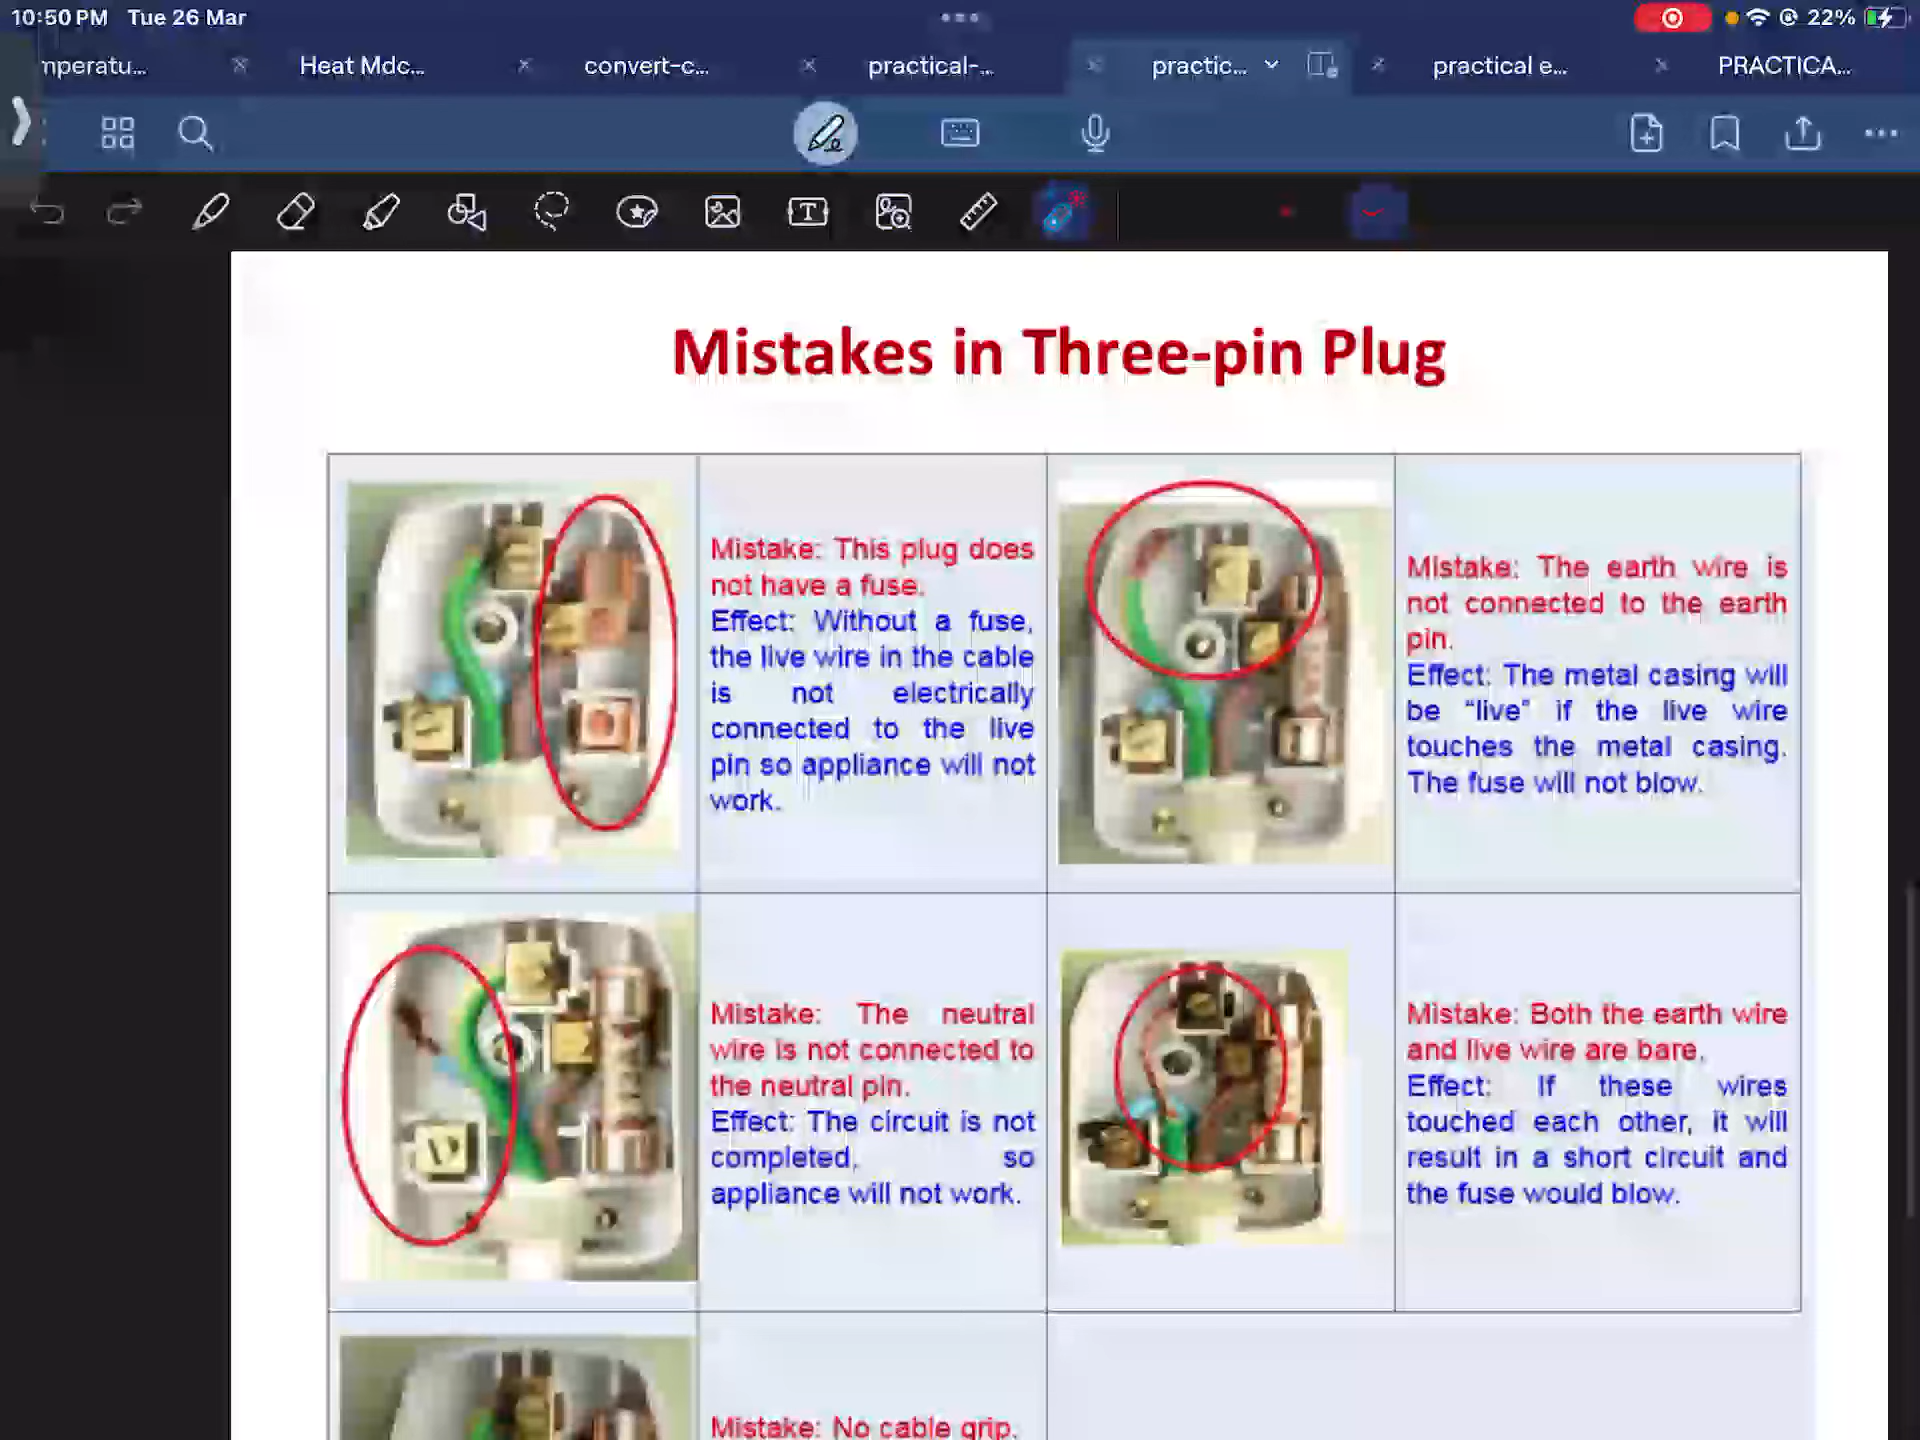 10:50 PM Tue 26 Mar
22%
mperatu...
Heat Mdc...
convert-c...
practical-...
practic...
practical e...
PRACTICA...
Mistakes in Three-pin Plug
Mistake: This plug does
not have a fuse.
Effect: Without a fuse,
the live wire in the cable
is not electrically
connected to the live
pin so appliance will not
work.
Mistake: The earth wire is
not connected to the earth
pin.
Effect: The metal casing will
be "live" if the live wire
touches the metal casing.
The fuse will not blow.
Mistake: The neutral
wire is not connected to
the neutral pin.
Effect: The circuit is not
completed, so
appliance will not work.
Mistake: Both the earth wire
and live wire are bare.
Effect: If these wires
touched each other, it will
result in a short circuit and
the fuse would blow.
Mistake: No cable grip.